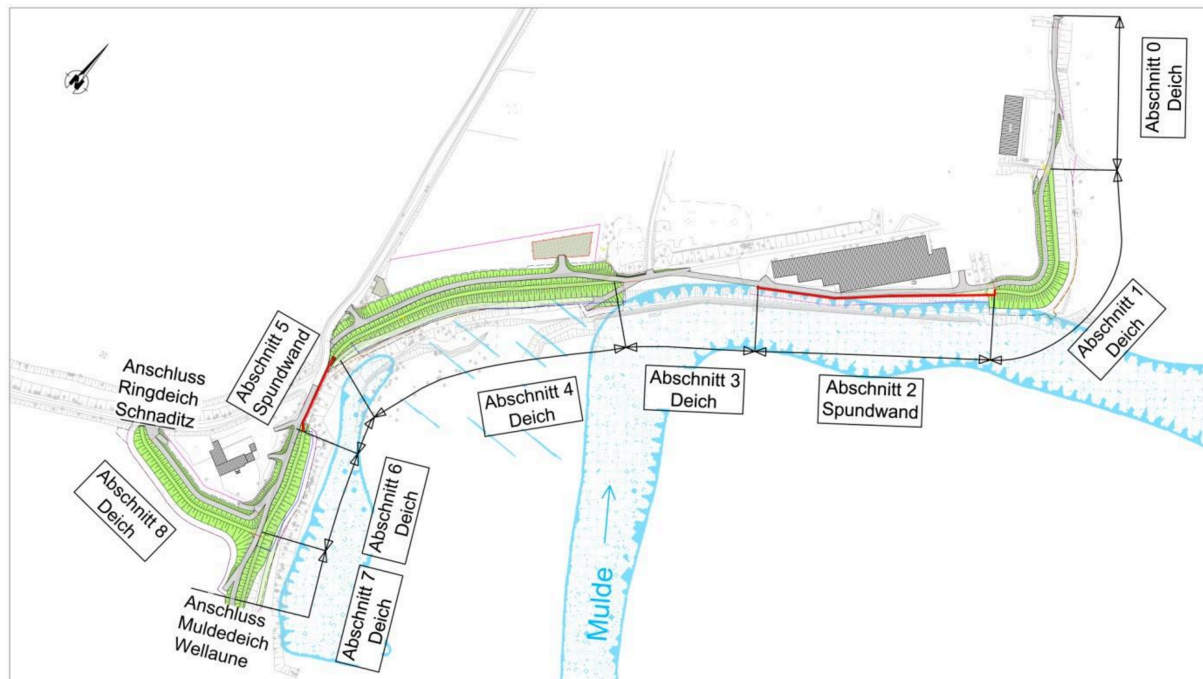 N
Abschnitt 0
Deich
Abschnitt 1
Deich
Abschnitt 2
Spundwand
Abschnitt 3
Deich
Abschnitt 4
Deich
Abschnitt 5
Spundwand
Anschluss
Ringdeich
Schnaditz
Abschnitt 6
Deich
Abschnitt 8
Deich
Abschnitt 7
Deich
Anschluss
Muldedeich
Wellaune
Mulde